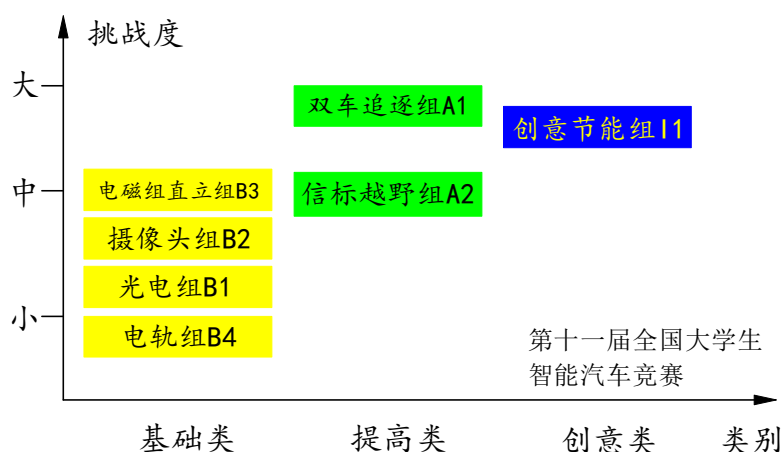 挑战度
大
双车追逐组A1
创意节能组I1
中
电磁组直立组B3
信标越野组A2
摄像头组B2
光电组B1
小
电轨组B4
第十一届全国大学生
智能汽车竞赛
基础类
提高类
创意类
类别